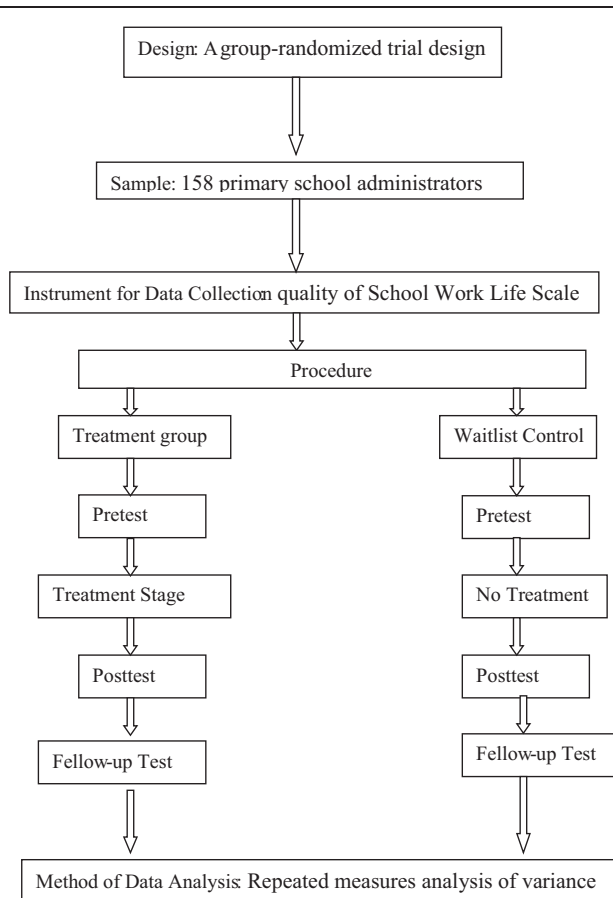 Design: A group-randomized trial design
Sample: 158 primary school administrators
Instrument for Data Collection quality of School Work Life Scale
Procedure
Treatment group
Waitlist Control
Pretest
Pretest
Treatment Stage
No Treatment
Posttest
Posttest
Fellow-up Test
Fellow-up Test
Method of Data Analysis: Repeated measures analysis of variance